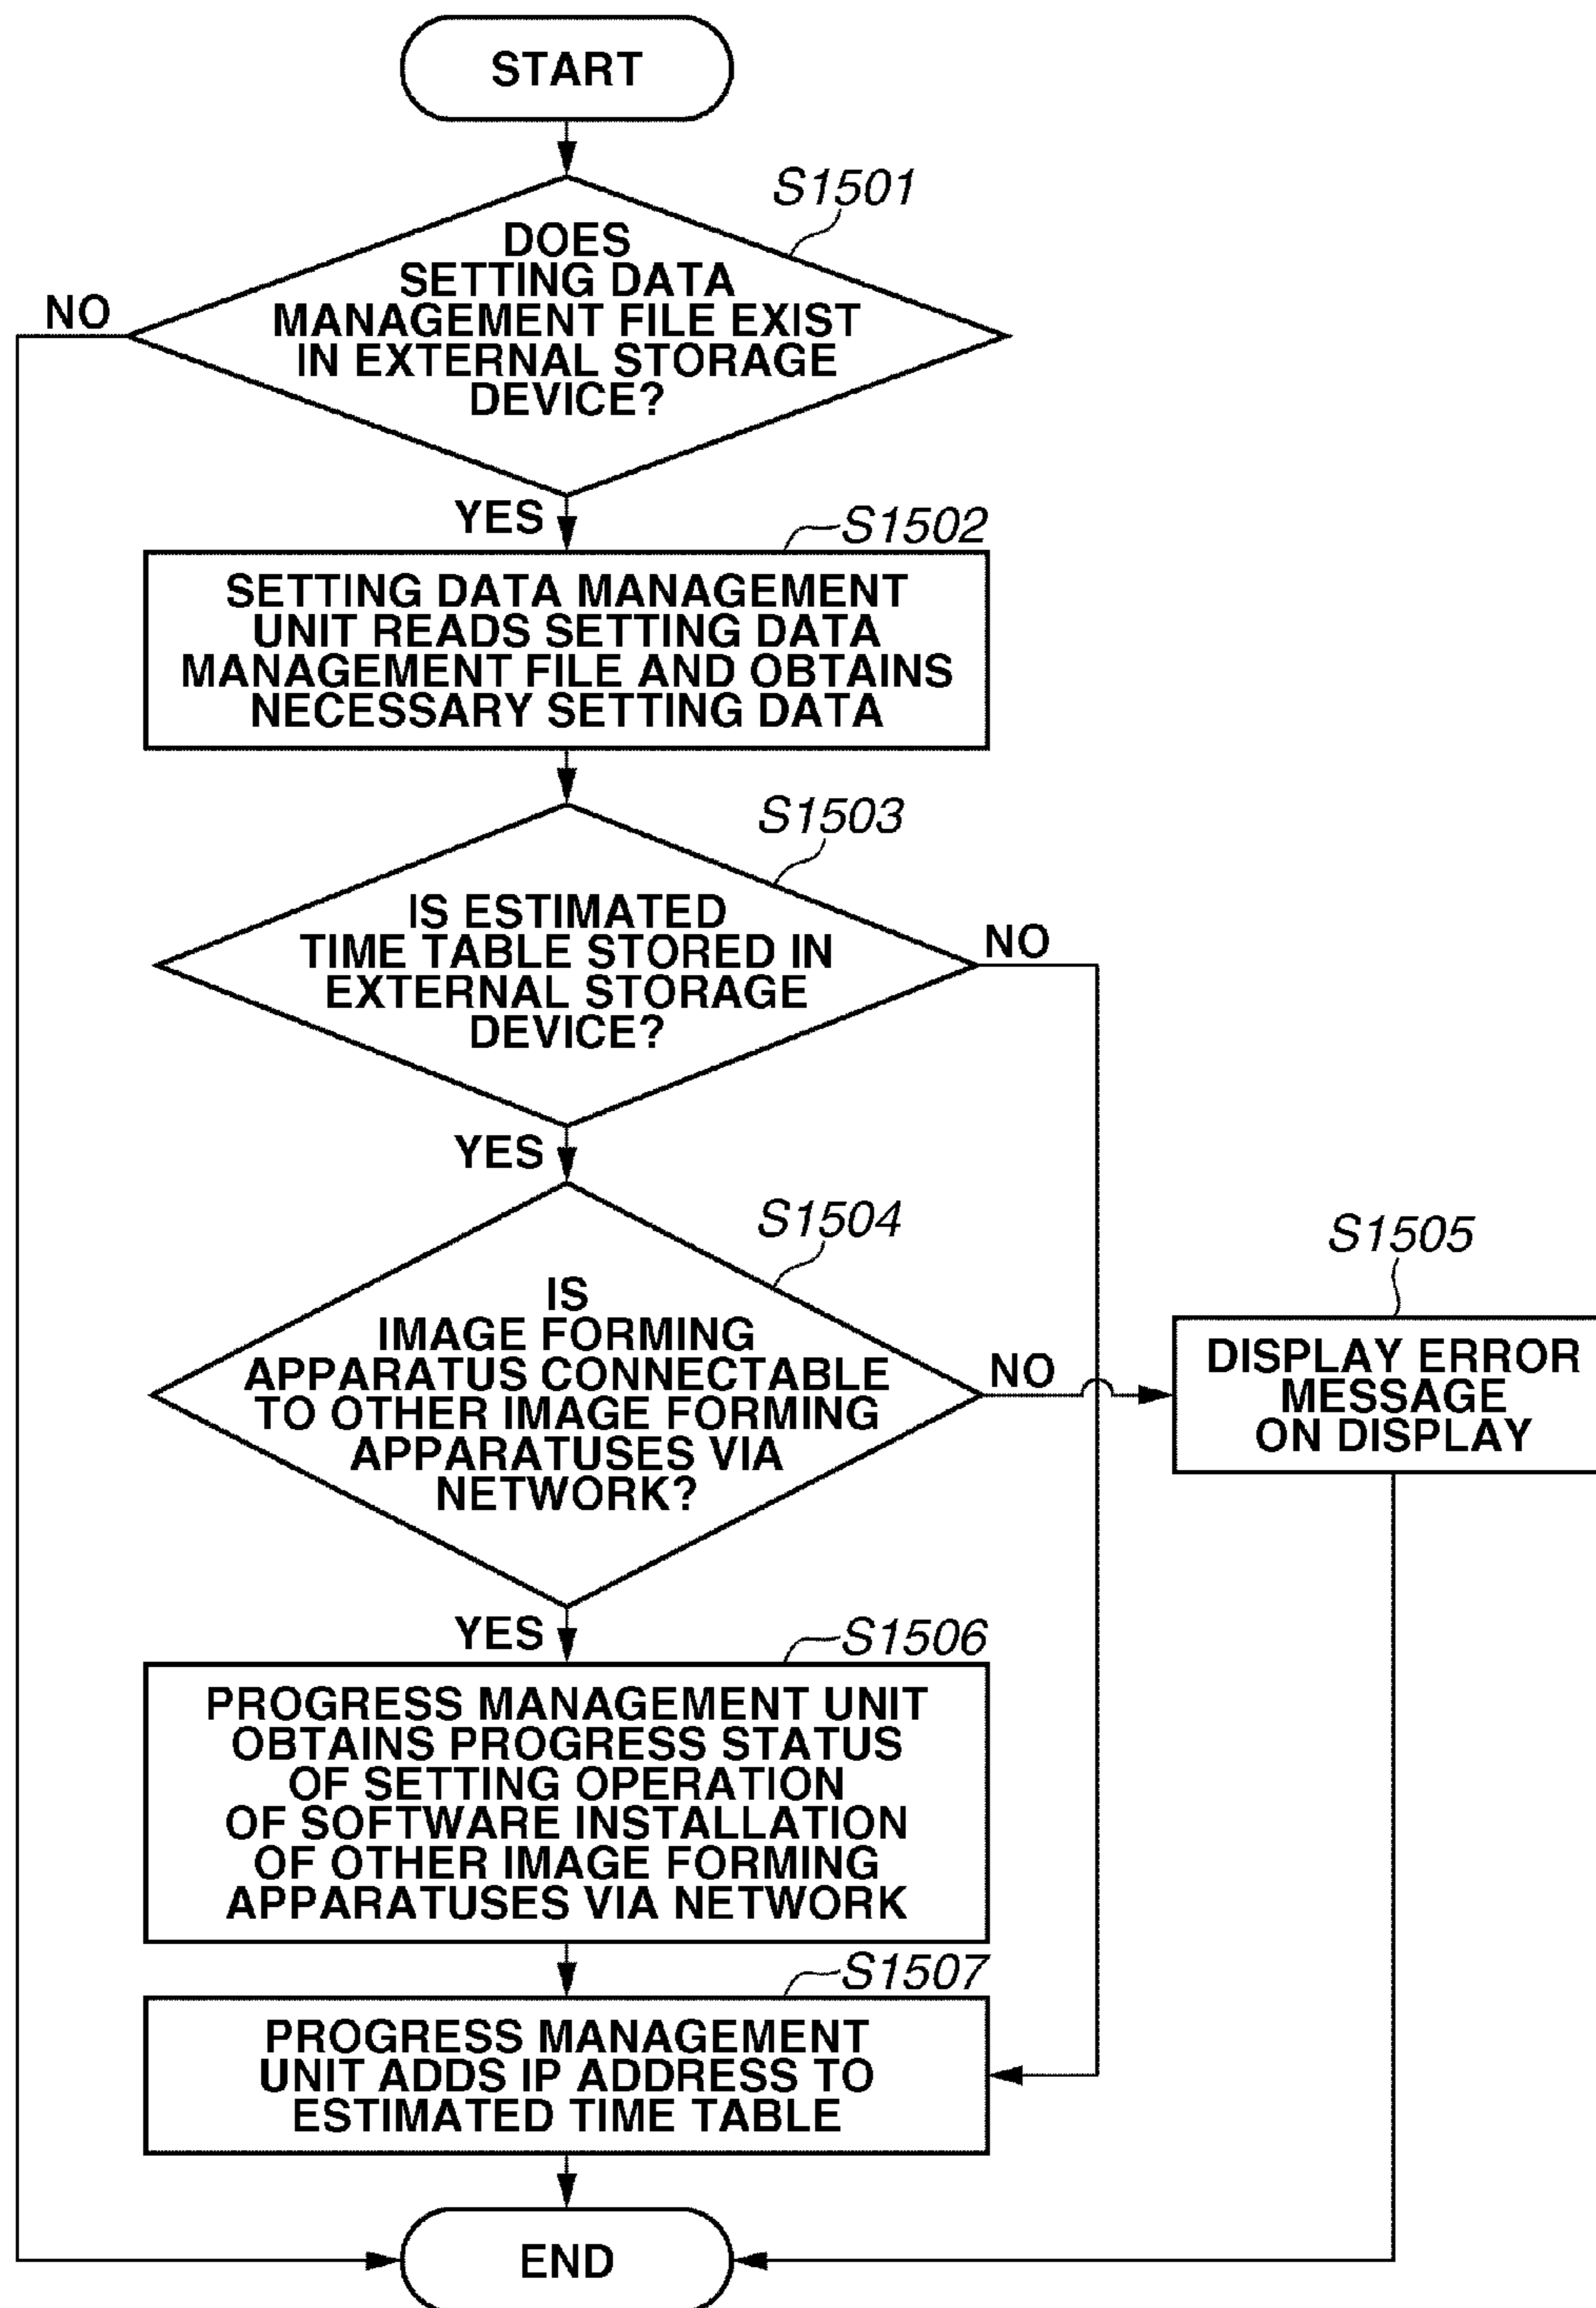 START
S1501
DOES
SETTING DATA
MANAGEMENT FILE EXIST
IN EXTERNAL STORAGE
DEVICE?
NO
YES
S1502
SETTING DATA MANAGEMENT
UNIT READS SETTING DATA
MANAGEMENT FILE AND OBTAINS
NECESSARY SETTING DATA
S1503
IS ESTIMATED
TIME TABLE STORED IN
EXTERNAL STORAGE
DEVICE?
NO
YES
S1504
IS
IMAGE FORMING
APPARATUS CONNECTABLE
TO OTHER IMAGE FORMING
APPARATUSES VIA
NETWORK?
NO
S1505
DISPLAY ERROR
MESSAGE
ON DISPLAY
YES
S1506
PROGRESS MANAGEMENT UNIT
OBTAINS PROGRESS STATUS
OF SETTING OPERATION
OF SOFTWARE INSTALLATION
OF OTHER IMAGE FORMING
APPARATUSES VIA NETWORK
S1507
PROGRESS MANAGEMENT
UNIT ADDS IP ADDRESS TO
ESTIMATED TIME TABLE
END